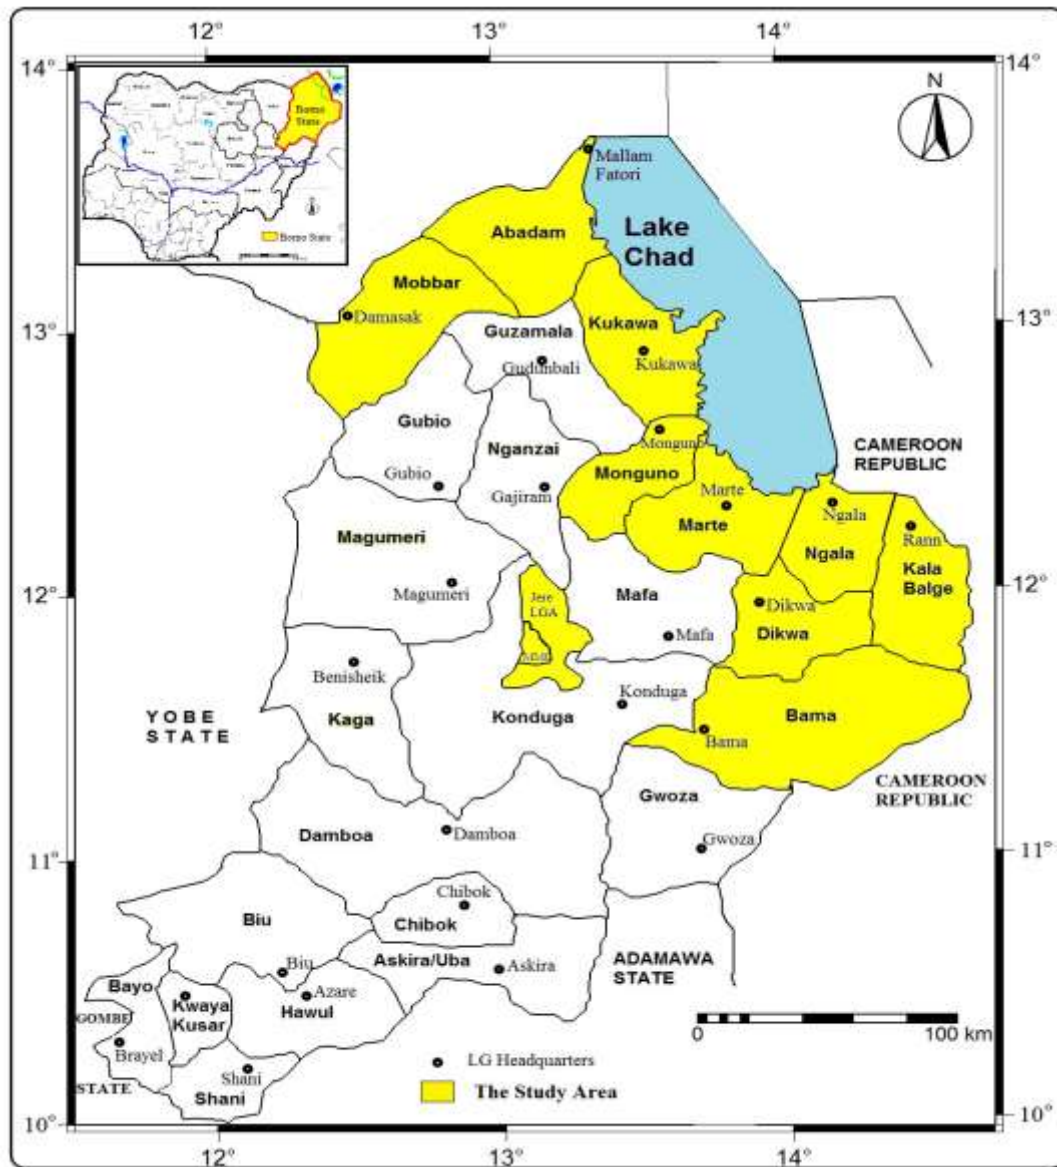 12°
13°
14°
14°
14°
Borno
State
Borno State
N
Mallam
Fatori
Lake
Chad
Abadam
Mobbar
Damasak
Kukawa
Kukawa
13°
13°
Guzamala
Gudunbali
Gubio
Gubio
Nganzai
Gajiram
Monguno
Monguno
CAMEROON
REPUBLIC
Marte
Marte
Ngala
Ngala
Rann
Kala
Balge
Magumeri
Magumeri
12°
12°
Jere
LGA
Mafa
Mafa
Dikwa
Dikwa
Benisheik
Kaga
YOBE
STATE
Konduga
Konduga
Bama
Bama
CAMEROON
REPUBLIC
Gwoza
Gwoza
Damboa
Damboa
11°
11°
Chibok
Chibok
Biu
Biu
Askira/Uba
Askira
ADAMAWA
STATE
Bayo
Kwaya
Kusar
Azare
Hawul
GOMBE
Brayel
STATE
Shani
Shani
0
100 km
LG Headquarters
The Study Area
10°
10°
12°
13°
14°